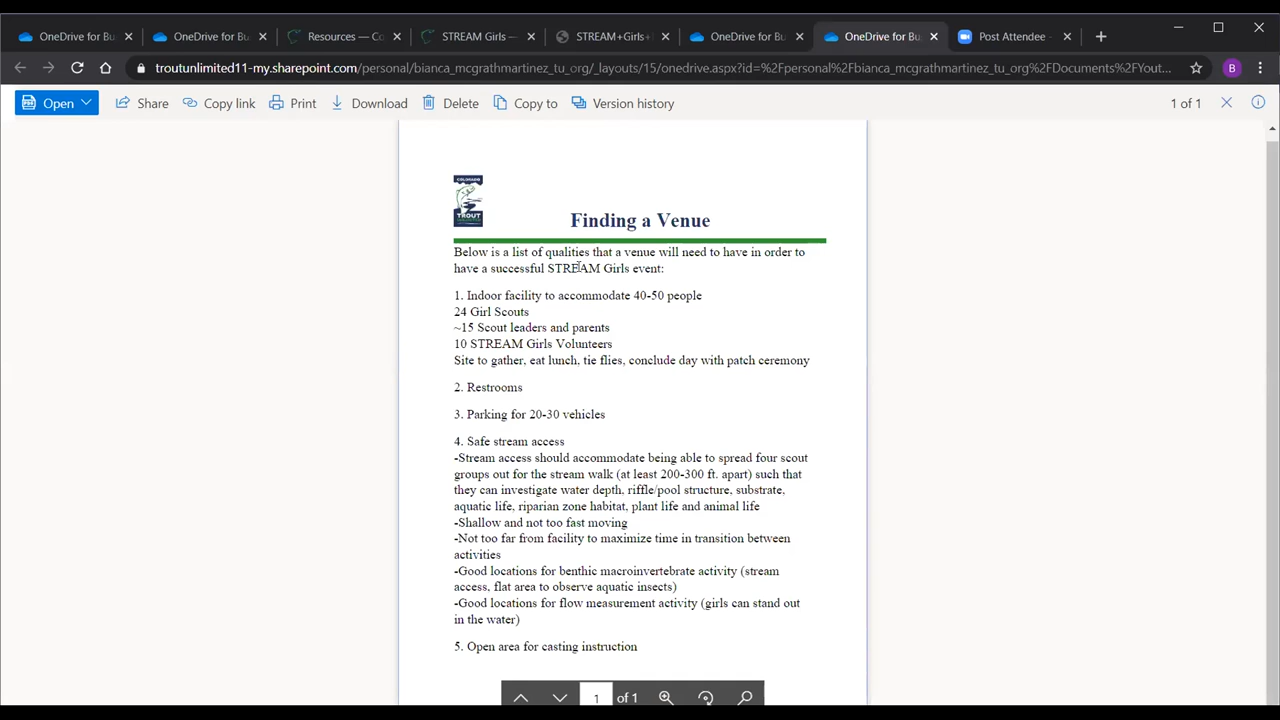 OneDrive for Bu
OneDrive for Bu
Resources — Co
STREAM Girls —
STREAM+Girls+
OneDrive for Bu
OneDrive for Bu
Post Attendee -
troutunlimited11-my.sharepoint.com/personal/bianca_mcgrathmartinez_tu_org/_layouts/15/onedrive.aspx?id=%2Fpersonal%2Fbianca_mcgrathmartinez_tu_org%2FDocuments%2FYout...
B
Open
Share
Copy link
Print
Download
Delete
Copy to
Version history
1 of 1
COLORADO
TROUT
Finding a Venue
Below is a list of qualities that a venue will need to have in order to
have a successful STREAM Girls event:
1. Indoor facility to accommodate 40-50 people
24 Girl Scouts
~15 Scout leaders and parents
10 STREAM Girls Volunteers
Site to gather, eat lunch, tie flies, conclude day with patch ceremony
2. Restrooms
3. Parking for 20-30 vehicles
4. Safe stream access
-Stream access should accommodate being able to spread four scout
groups out for the stream walk (at least 200-300 ft. apart) such that
they can investigate water depth, riffle/pool structure, substrate,
aquatic life, riparian zone habitat, plant life and animal life
-Shallow and not too fast moving
-Not too far from facility to maximize time in transition between
activities
-Good locations for benthic macroinvertebrate activity (stream
access, flat area to observe aquatic insects)
-Good locations for flow measurement activity (girls can stand out
in the water)
5. Open area for casting instruction
1 of 1